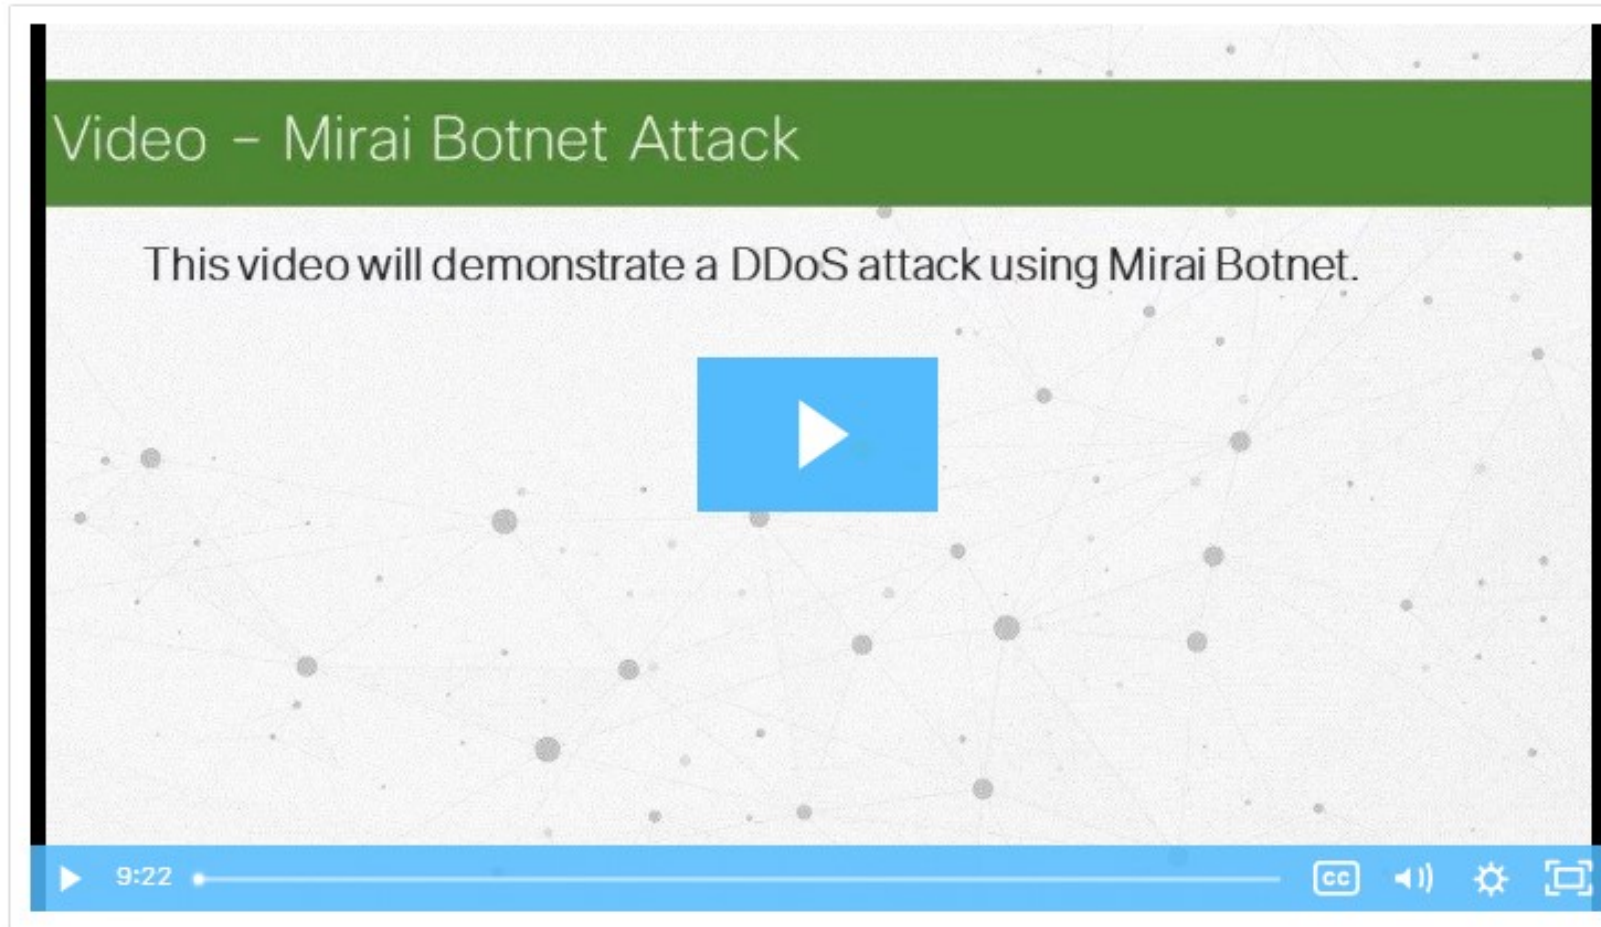 Video - Mirai Botnet Attack
This video will demonstrate a DDoS attack using Mirai Botnet.
9:22
CC